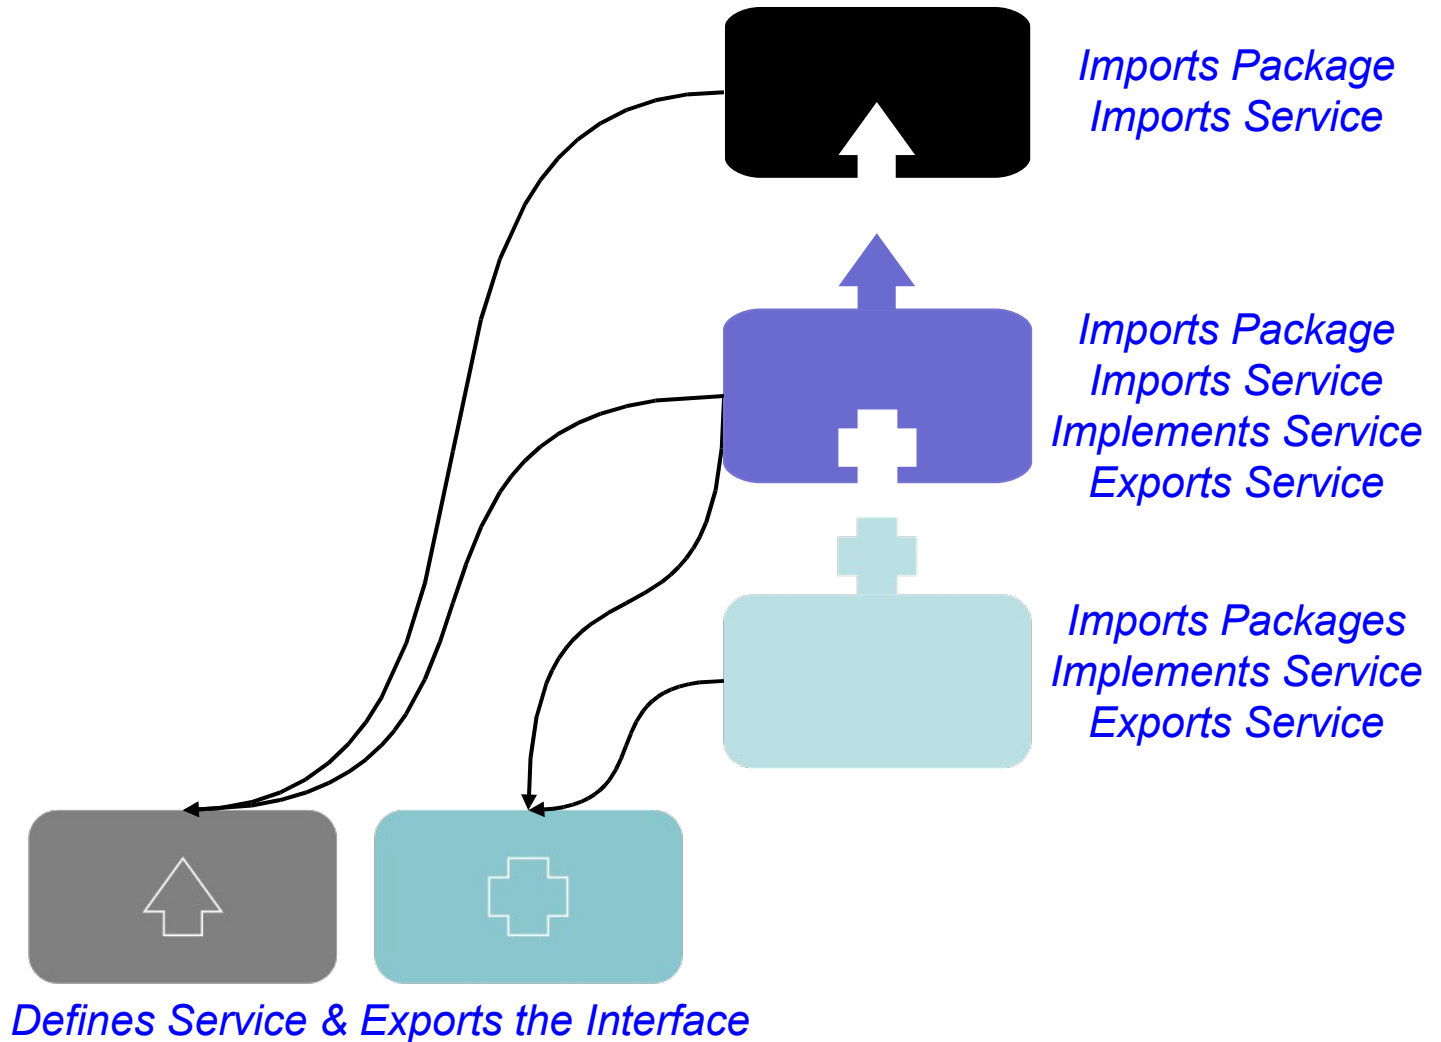 Imports Package
Imports Service
Imports Package
Imports Service
Implements Service
Exports Service
Imports Packages
Implements Service
Exports Service
Defines Service & Exports the Interface